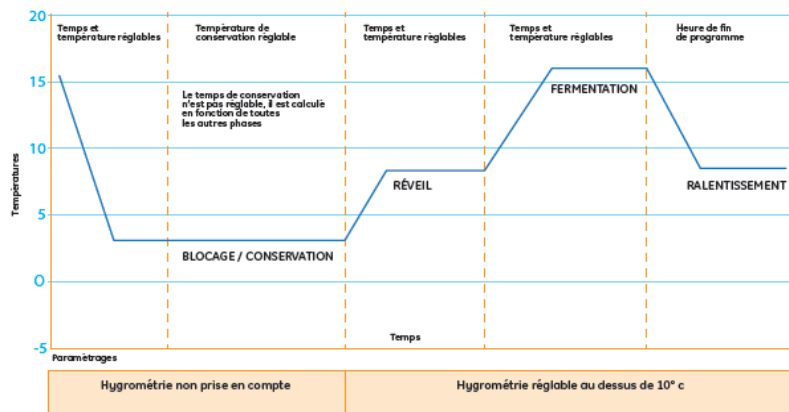 20
Temps et
température réglables
Température de
conservation réglable
Temps et
température réglables
Temps et
température réglables
Heure de fin
de programme
15
Le temps de conservation
n'est pas réglable, il est calculé
en fonction de toutes
les autres phases
FERMENTATION
10
Températures
RÉVEIL
RALENTISSEMENT
5
BLOCAGE / CONSERVATION
0
Temps
-5
Paramètrages
Hygrométrie non prise en compte
Hygrométrie réglable au dessus de 10° c